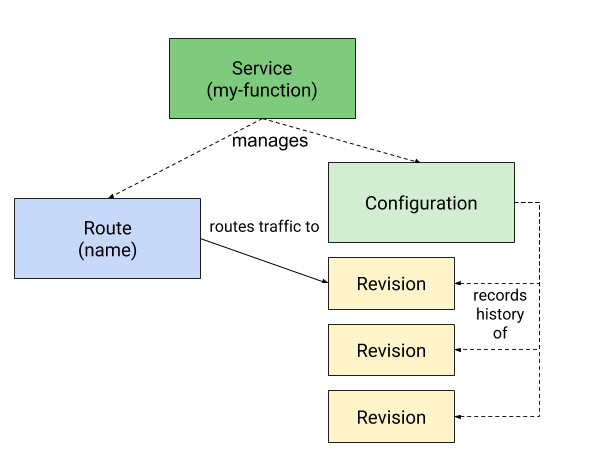 Service
(my-function)
manages
Configuration
Route
(name)
routes traffic to
Revision
records
history
of
Revision
Revision